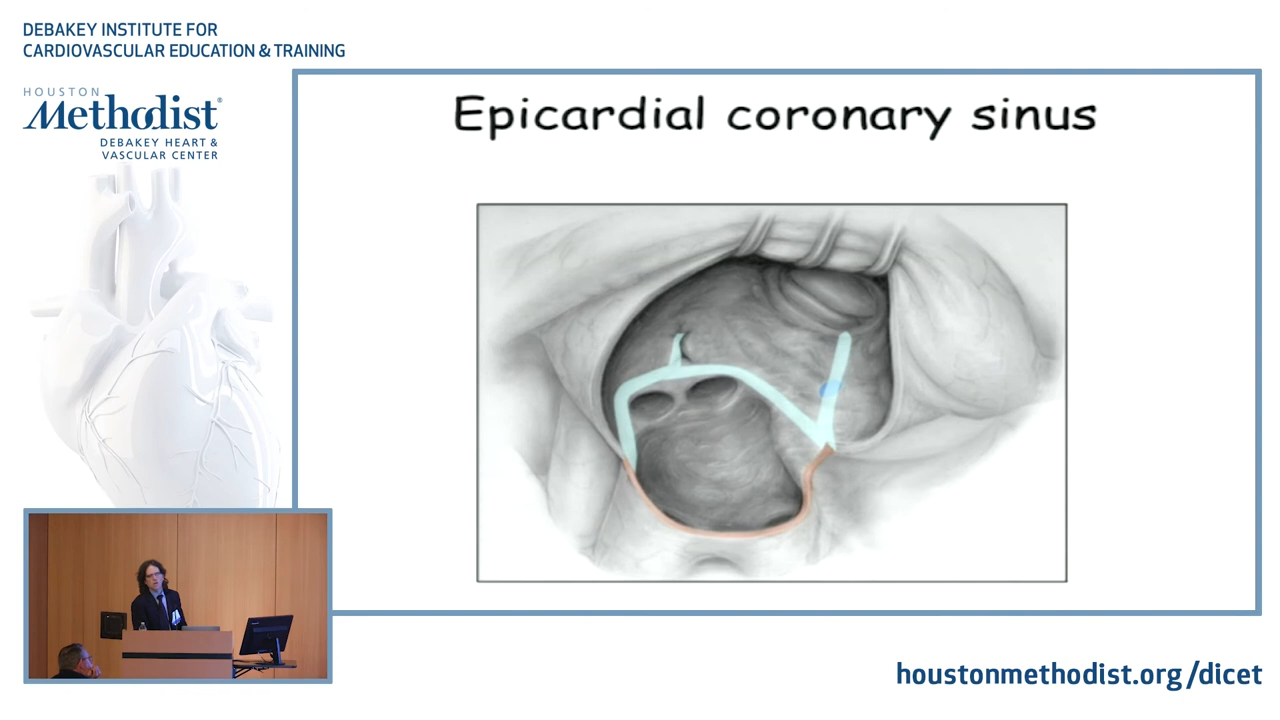 DEBAKEY INSTITUTE FOR
CARDIOVASCULAR EDUCATION & TRAINING
HOUSTON
Methodist®
DEBAKEY HEART &
VASCULAR CENTER
Epicardial coronary sinus
houstonmethodist.org/dicet